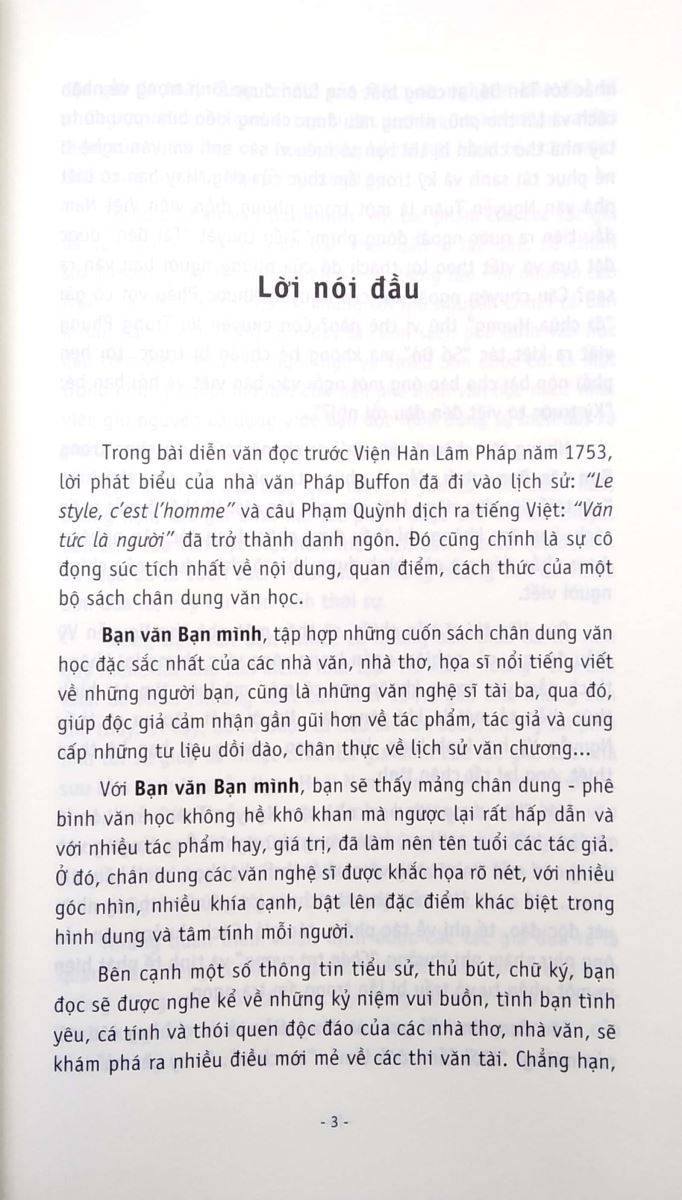 Lời nói đầu
Trong bài diễn văn đọc trước Viện Hàn Lâm Pháp năm 1753,
lời phát biểu của nhà văn Pháp Buffon đã đi vào lịch sử: “Le
style, c’est l’homme” và câu Phạm Quỳnh dịch ra tiếng Việt: “Văn
tức là người” đã trở thành danh ngôn. Đó cũng chính là sự cô
đọng súc tích nhất về nội dung, quan điểm, cách thức của một
bộ sách chân dung văn học.
Bạn văn Bạn mình, tập hợp những cuốn sách chân dung văn
học đặc sắc nhất của các nhà văn, nhà thơ, họa sĩ nổi tiếng viết
về những người bạn, cũng là những văn nghệ sĩ tài ba, qua đó,
giúp độc giả cảm nhận gần gũi hơn về tác phẩm, tác giả và cung
cấp những tư liệu dồi dào, chân thực về lịch sử văn chương...
Với Bạn văn Bạn mình, bạn sẽ thấy mảng chân dung - phê
bình văn học không hề khô khan mà ngược lại rất hấp dẫn và
với nhiều tác phẩm hay, giá trị, đã làm nên tên tuổi các tác giả.
Ở đó, chân dung các văn nghệ sĩ được khắc họa rõ nét, với nhiều
góc nhìn, nhiều khía cạnh, bật lên đặc điểm khác biệt trong
hình dung và tâm tính mỗi người.
Bên cạnh một số thông tin tiểu sử, thủ bút, chữ ký, bạn
đọc sẽ được nghe kể về những kỷ niệm vui buồn, tình bạn tình
yêu, cá tính và thói quen độc đáo của các nhà thơ, nhà văn, sẽ
khám phá ra nhiều điều mới mẻ về các thi văn tài. Chẳng hạn,
- 3 -